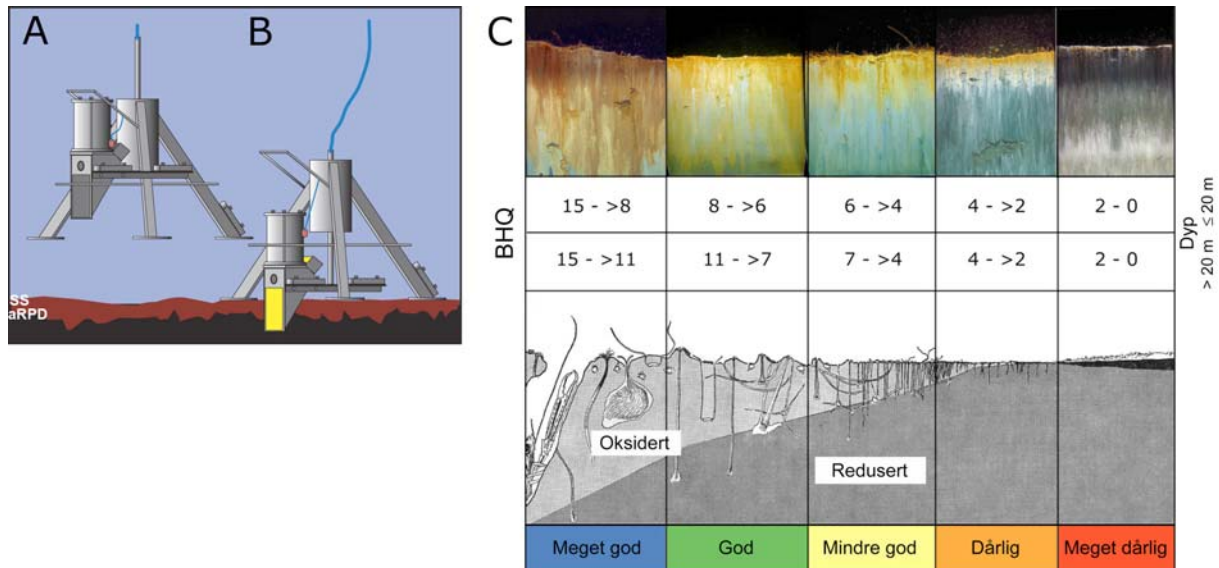 A
B
SS
aRPD
C
BHQ
15 - >8
8 - >6
6 - >4
4 - >2
2 - 0
15 - >11
11 - >7
7 - >4
4 - >2
2 - 0
Dyp
> 20 m ≤ 20 m
Oksidert
Redusert
Meget god
God
Mindre god
Dårlig
Meget dårlig